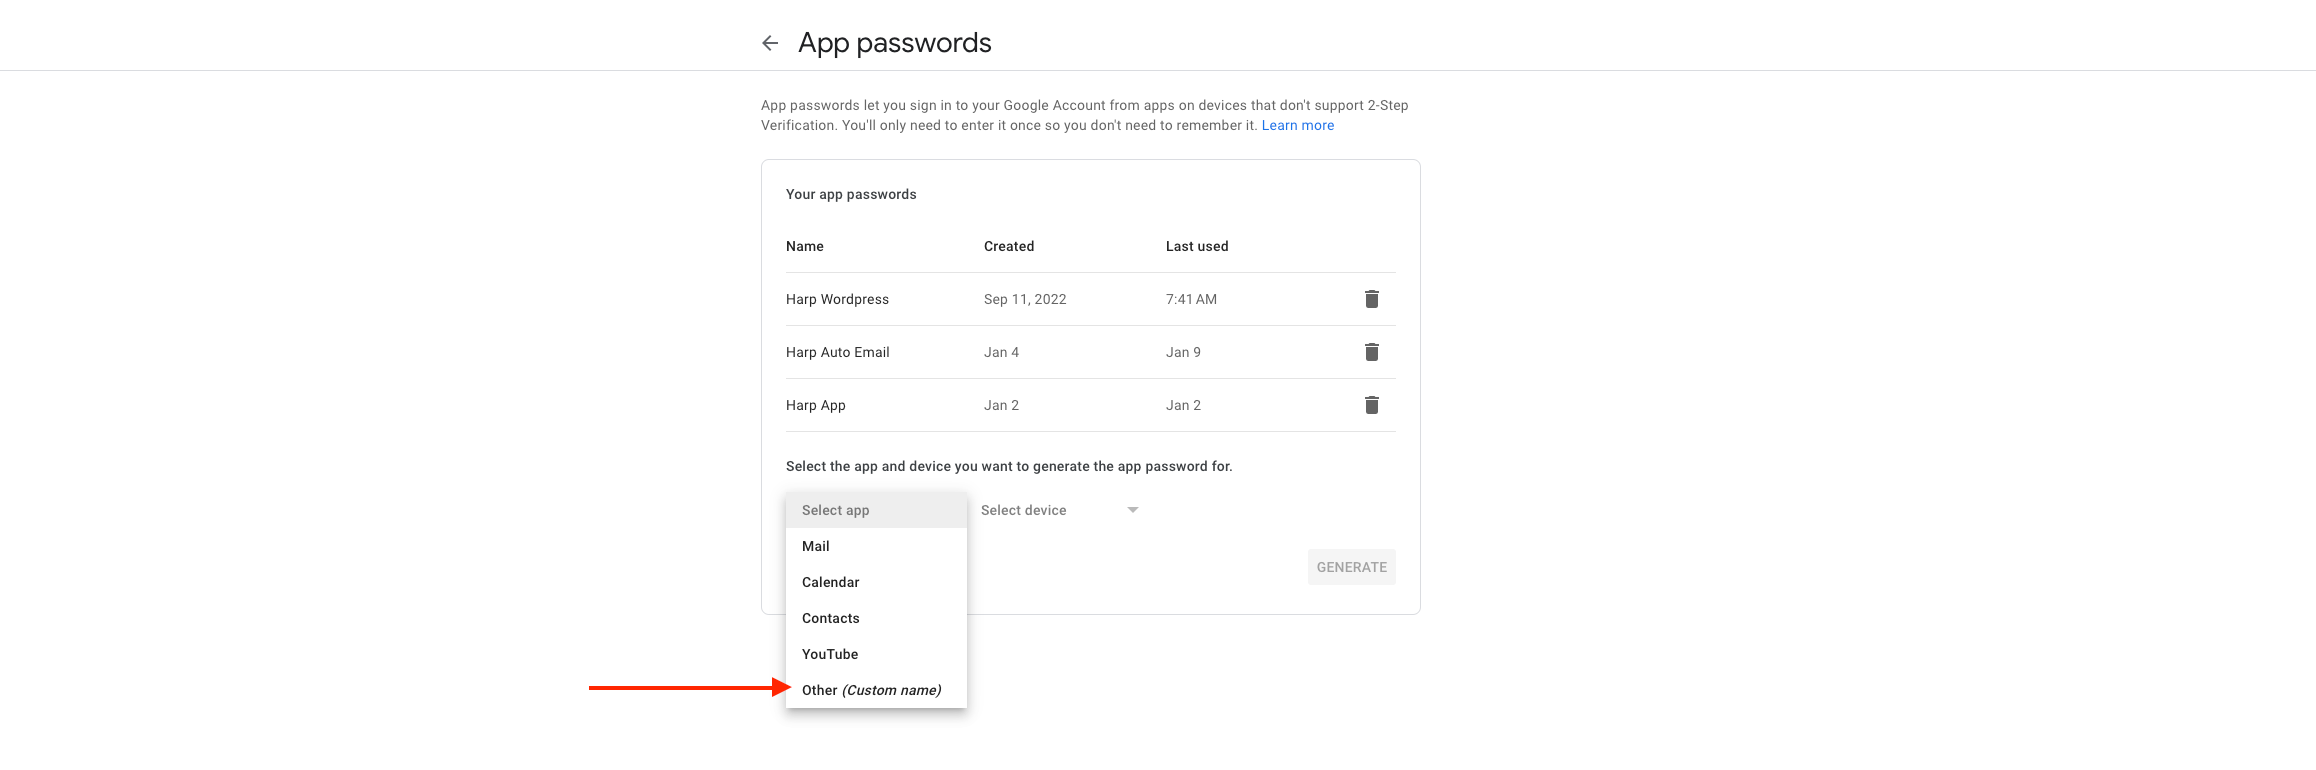 App passwords
App passwords let you sign in to your Google Account from apps on devices that don't support 2-Step
Verification. You'll only need to enter it once so you don't need to remember it. Learn more
Your app passwords
Name Created Last used
Harp Wordpress Sep 11, 2022 7:41 AM
Harp Auto Email Jan 4 Jan 9
Harp App Jan 2 Jan 2
Select the app and device you want to generate the app password for.
Select app Select device
Mail
GENERATE
Calendar
Contacts
YouTube
Other (Custom name)